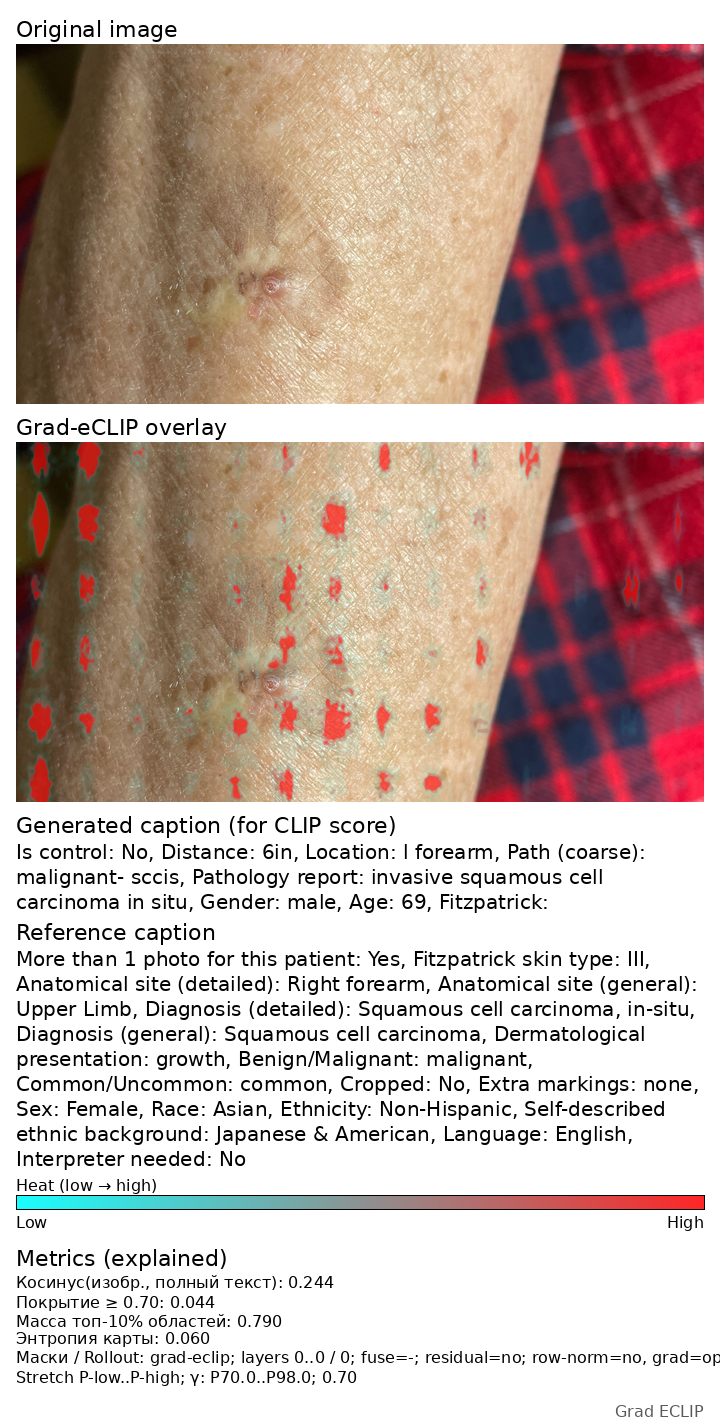 Original image
Grad-eCLIP overlay
Generated caption (for CLIP score)
Is control: No, Distance: 6in, Location: l forearm, Path (coarse):
malignant- sccis, Pathology report: invasive squamous cell
carcinoma in situ, Gender: male, Age: 69, Fitzpatrick:
Reference caption
More than 1 photo for this patient: Yes, Fitzpatrick skin type: III,
Anatomical site (detailed): Right forearm, Anatomical site (general):
Upper Limb, Diagnosis (detailed): Squamous cell carcinoma, in-situ,
Diagnosis (general): Squamous cell carcinoma, Dermatological
presentation: growth, Benign/Malignant: malignant,
Common/Uncommon: common, Cropped: No, Extra markings: none,
Sex: Female, Race: Asian, Ethnicity: Non-Hispanic, Self-described
ethnic background: Japanese & American, Language: English,
Interpreter needed: No
Heat (low → high)
Low High
Metrics (explained)
Косинус(изобр., полный текст): 0.244
Покрытие ≥ 0.70: 0.044
Масса топ-10% областей: 0.790
Энтропия карты: 0.060
Маски / Rollout: grad-eclip; layers 0..0 / 0; fuse=-; residual=no; row-norm=no, grad=op
Stretch P-low..P-high; γ: P70.0..P98.0; 0.70
Grad ECLIP